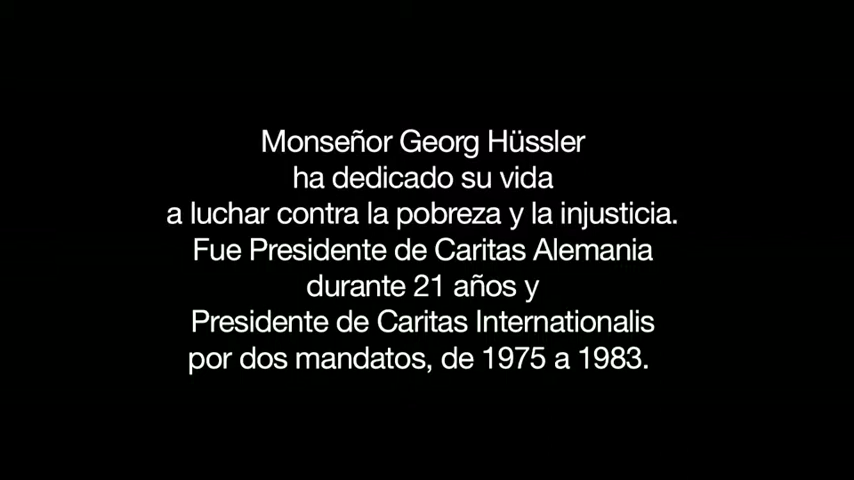 Monseñor Georg Hüssler
ha dedicado su vida
a luchar contra la pobreza y la injusticia.
Fue Presidente de Caritas Alemania
durante 21 años y
Presidente de Caritas Internationalis
por dos mandatos, de 1975 a 1983.